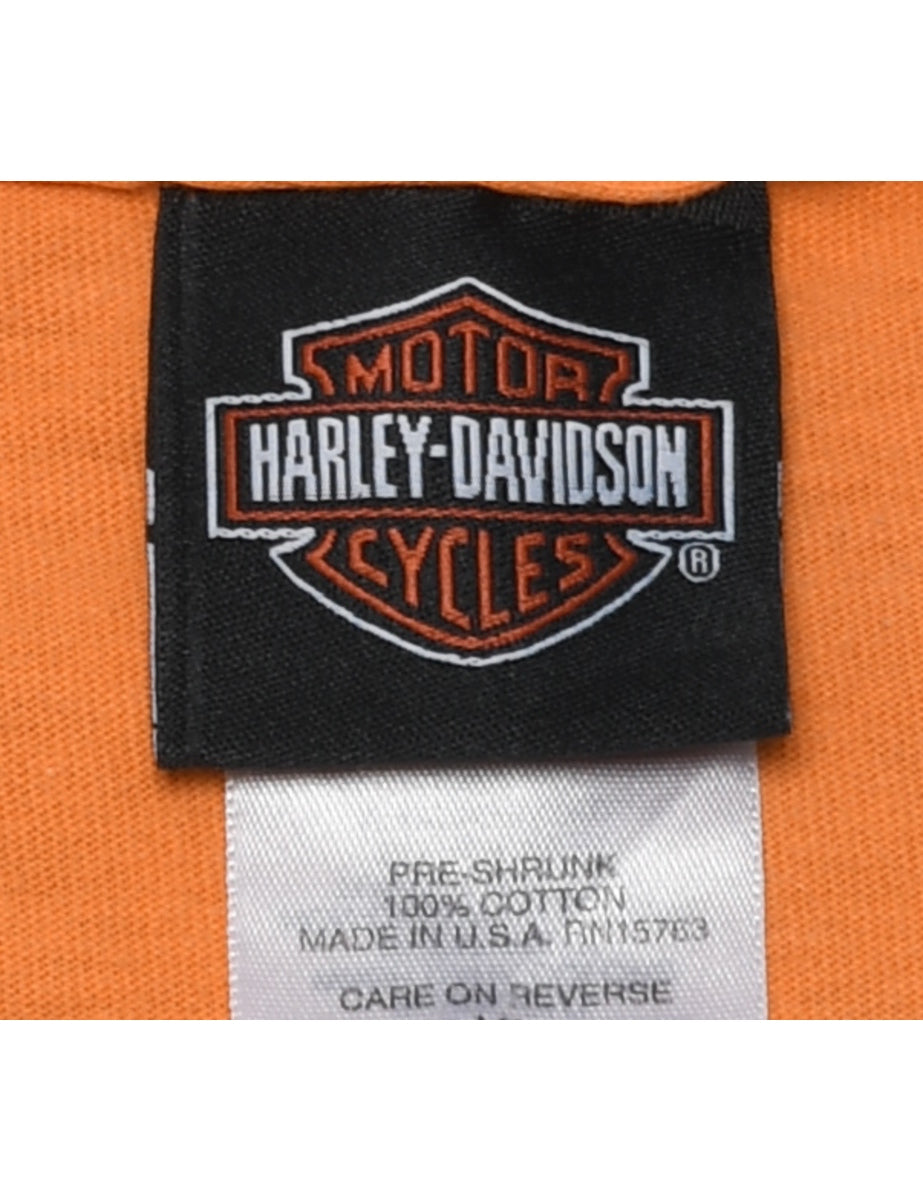 MOTOR
HARLEY-DAVIDSON
CYCLES
®
PRE-SHRUNK
100% COTTON
MADE IN U.S.A. RN15763
CARE ON REVERSE